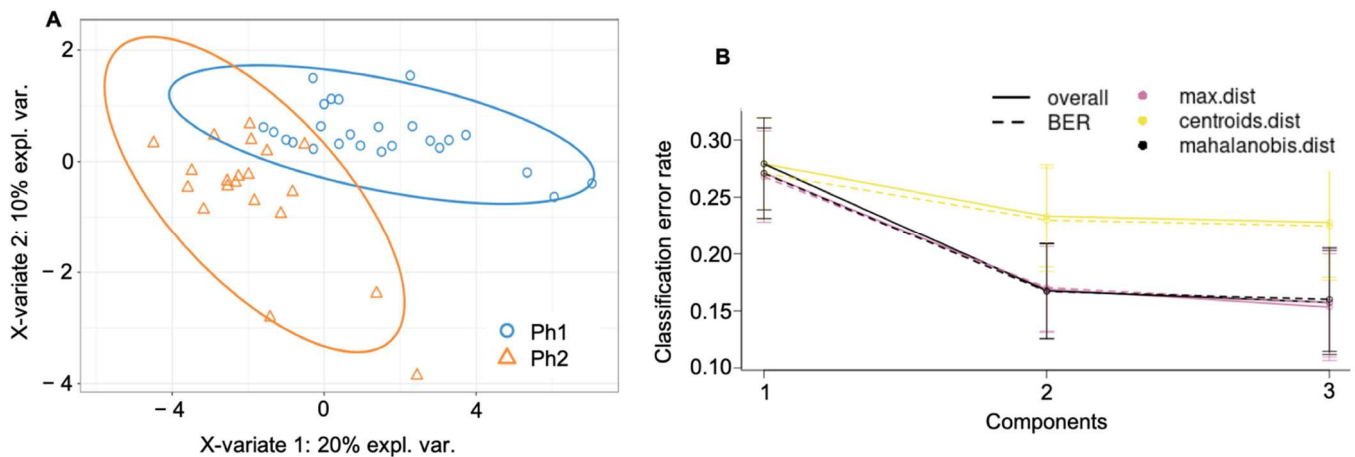 A
2
0
− 2
− 4
X-variate 2: 10% expl. var.
− 4
0
4
X-variate 1: 20% expl. var.
Ph1
Ph2
B
overall
BER
max.dist
centroids.dist
mahalanobis.dist
0.30
0.25
0.20
0.15
0.10
Classification error rate
1
2
3
Components